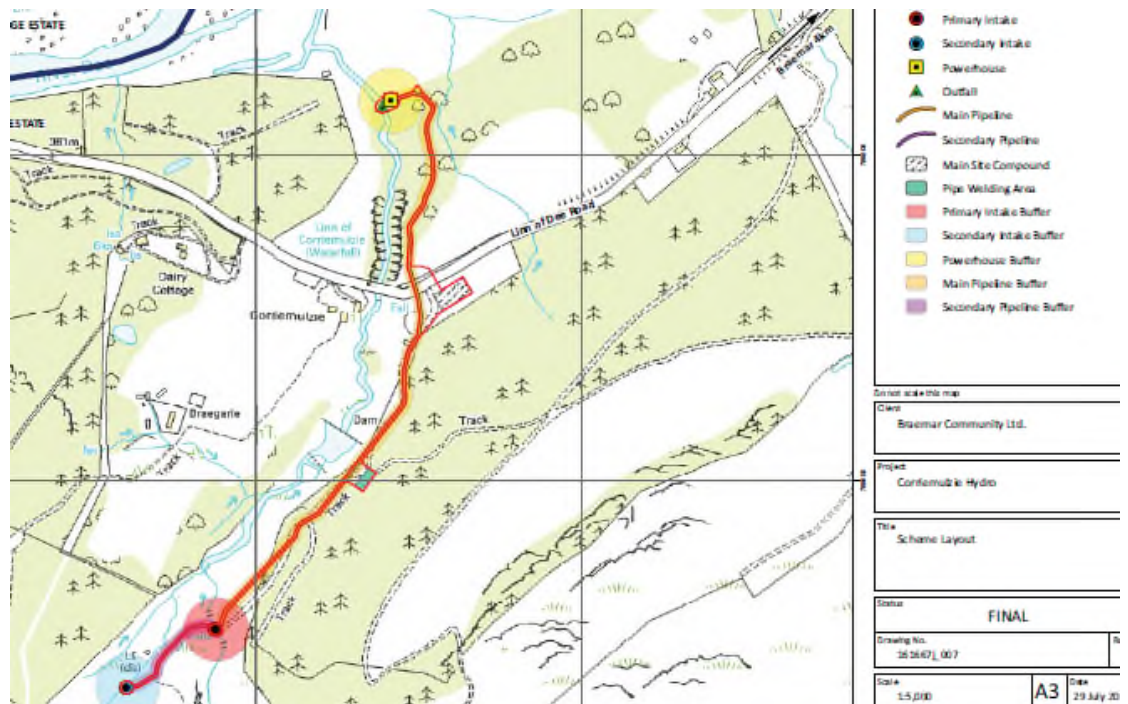 GE ESTATE
ESTATE
381m
Track
Track
Track
Dairy
Cottage
Linn of
Corriemulzie
(Waterfall)
Corriemulzie
Fall
Linn of Dee Road
Braemar 4km
Braegarie
Track
Dam
Track
Track
Track
Primary Intake
Secondary Intake
Powerhouse
Outfall
Main Pipeline
Secondary Pipeline
Main Site Compound
Pipe Welding Area
Primary Intake Buffer
Secondary Intake Buffer
Powerhouse Buffer
Main Pipeline Buffer
Secondary Pipeline Buffer
Do not scale this map
Client
Braemar Community Ltd.
Project
Corriemulzie Hydro
Title
Scheme Layout
Status
FINAL
Drawing No.
161667j_007
Scale
1:5,000
A3
Date
29 July 20